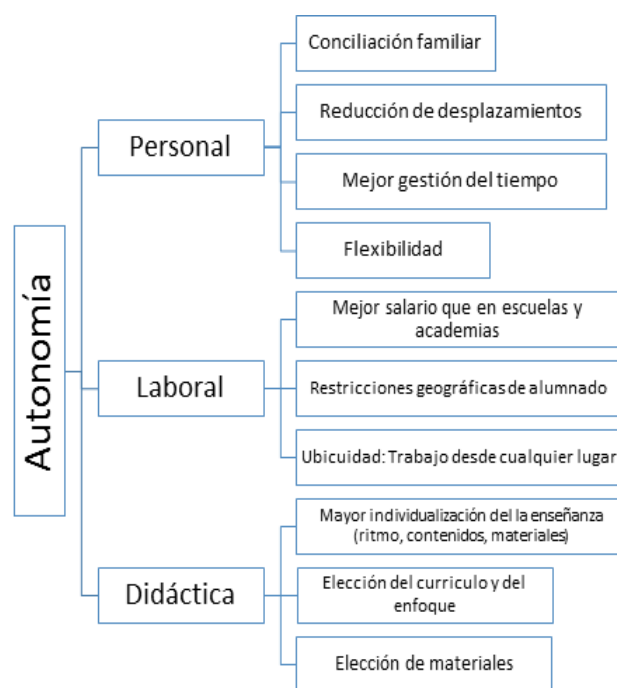 Autonomía
Personal
Conciliación familiar
Reducción de desplazamientos
Mejor gestión del tiempo
Flexibilidad
Laboral
Mejor salario que en escuelas y
academias
Restricciones geográficas de alumnado
Ubicuidad: Trabajo desde cualquier lugar
Didáctica
Mayor individualización del la enseñanza
(ritmo, contenidos, materiales)
Elección del curriculo y del
enfoque
Elección de materiales